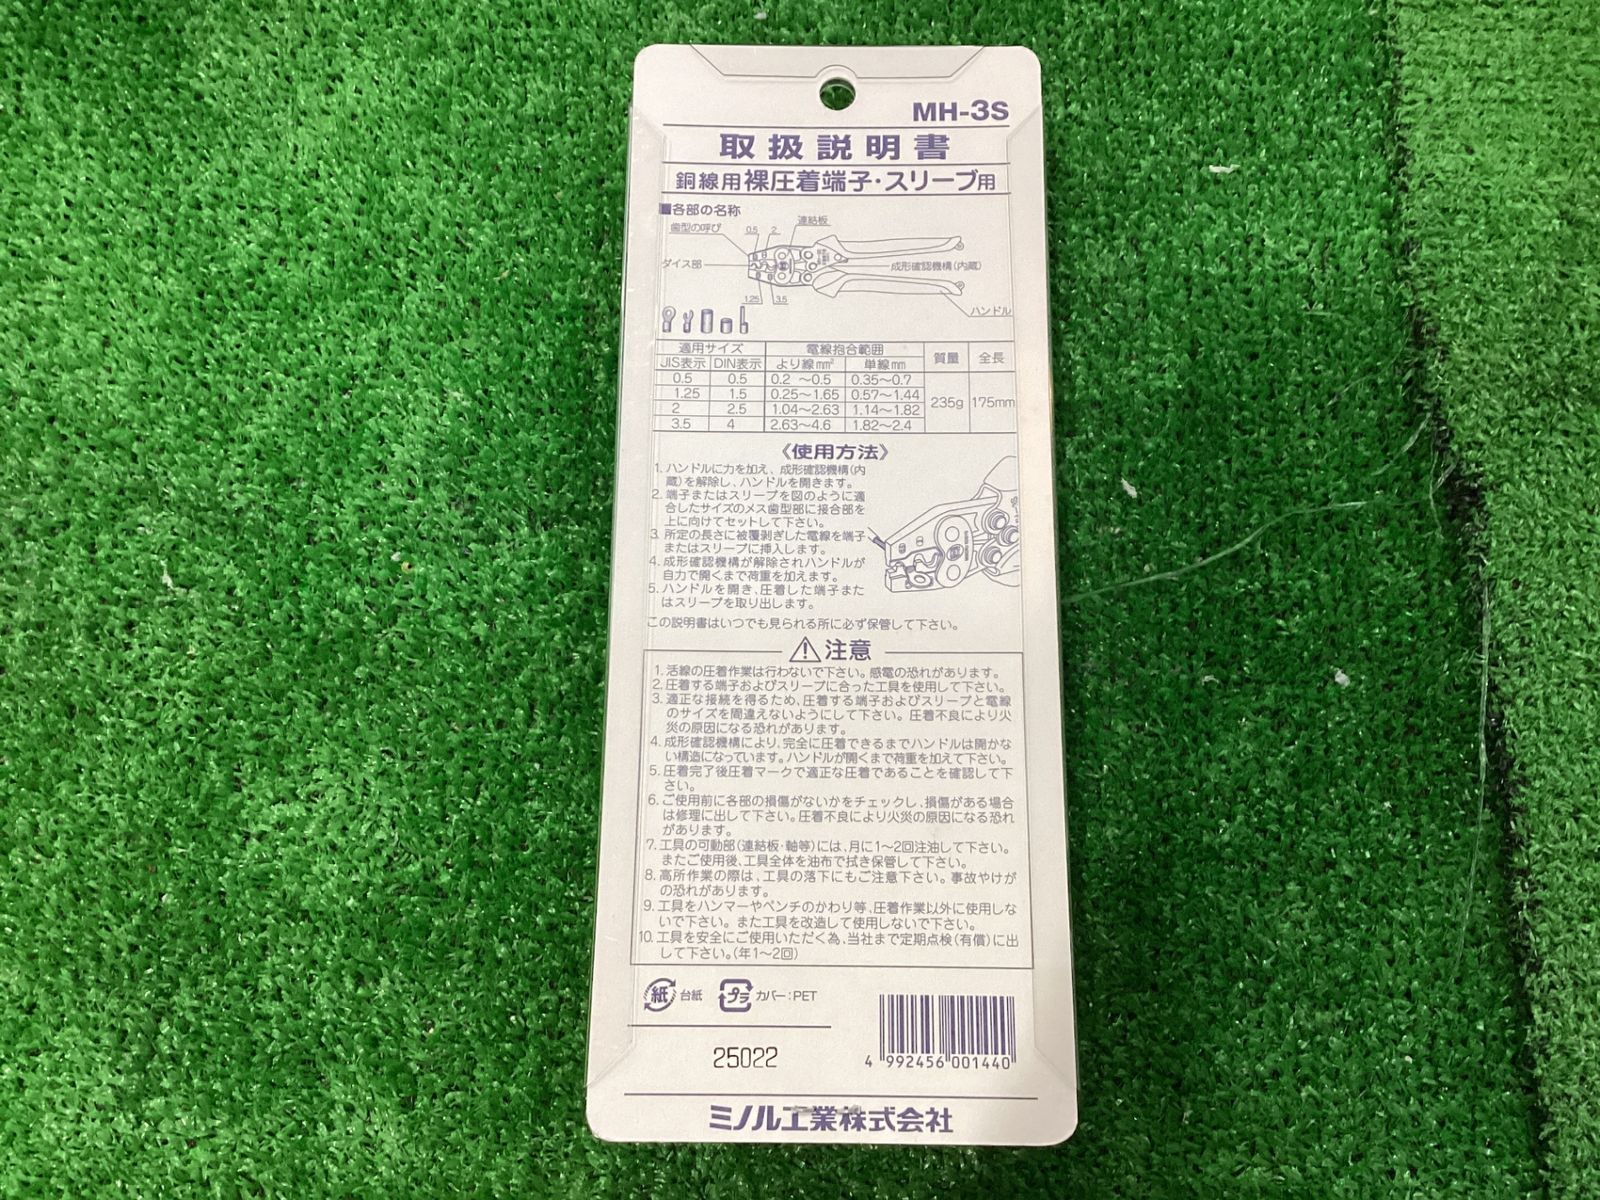 MH-3S
取扱説明書
銅線用裸圧着端子・スリーブ用
■各部の名称
歯型の呼び
0.5
2
連結板
ダイス部
成形確認機構(内蔵)
1.25
3.5
ハンドル
適用サイズ 電線抱合範囲 質量 全長
JIS表示 DIN表示 より線mm² 単線mm
0.5 0.5 0.2 ～0.5 0.35～0.7
1.25 1.5 0.25～1.65 0.57～1.44
2 2.5 1.04～2.63 1.14～1.82
3.5 4 2.63～4.6 1.82～2.4
235g 175mm
《使用方法》
1. ハンドルに力を加え、成形確認機構(内
蔵)を解除し、ハンドルを開きます。
2. 端子またはスリーブを図のように適
合したサイズのメス歯型部に接合部を
上に向けてセットして下さい。
3. 所定の長さに被覆剥ぎした電線を端子
またはスリーブに挿入します。
4. 成形確認機構が解除されハンドルが
自力で開くまで荷重を加えます。
5. ハンドルを開き、圧着した端子また
はスリーブを取り出します。
この説明書はいつでも見られる所に必ず保管して下さい。
注意
1. 活線の圧着作業は行わないで下さい。感電の恐れがあります。
2. 圧着する端子およびスリーブに合った工具を使用して下さい。
3. 適正な接続を得るため、圧着する端子およびスリーブと電線
のサイズを間違えないようにして下さい。圧着不良により火
災の原因になる恐れがあります。
4. 成形確認機構により、完全に圧着できるまでハンドルは開かな
い構造になっています。ハンドルが開くまで荷重を加えて下さい。
5. 圧着完了後圧着マークで適正な圧着であることを確認して下
さい。
6. ご使用前に各部の損傷がないかをチェックし、損傷がある場合
は修理に出して下さい。圧着不良により火災の原因になる恐れ
があります。
7. 工具の可動部(連結板・軸等)には、月に1～2回注油して下さい。
またご使用後、工具全体を油布で拭き保管して下さい。
8. 高所作業の際は、工具の落下にもご注意下さい。事故やけが
の恐れがあります。
9. 工具をハンマーやペンチのかわり等、圧着作業以外に使用しな
いで下さい。また工具を改造して使用しないで下さい。
10. 工具を安全にご使用いただく為、当社まで定期点検(有償)に出
して下さい。(年1～2回)
紙 台紙 プラ カバー:PET
25022
4 992456 001440
ミノル工業株式会社